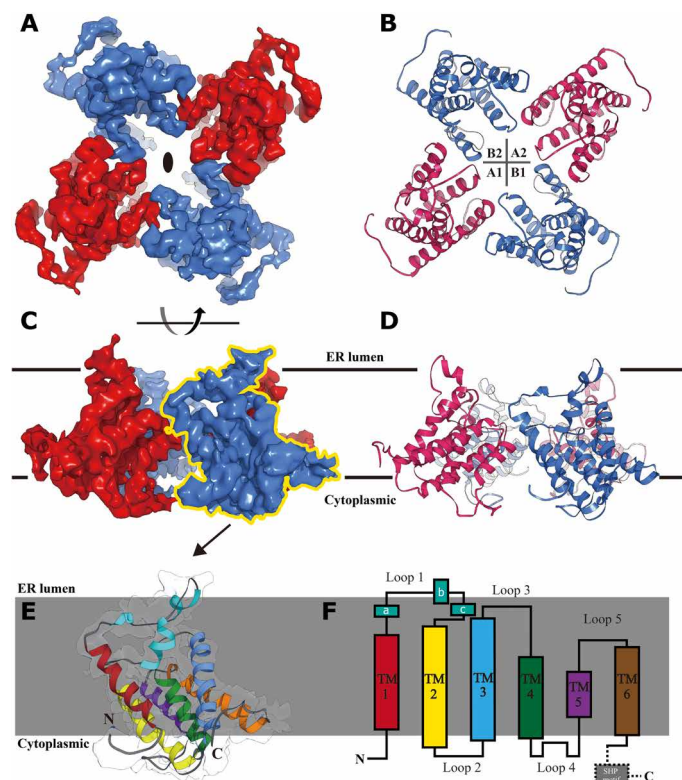 A
B
B2 A2
A1 B1
C
D
ER lumen
Cytoplasmic
ER lumen
E
N
C
Cytoplasmic
F
Loop 1
Loop 3
Loop 5
a
b
c
TM
1
TM
2
TM
3
TM
4
TM
5
TM
6
N
Loop 2
Loop 4
SHP
C